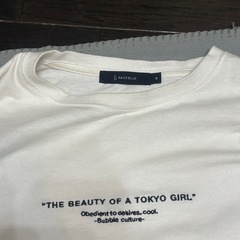 "THE BEAUTY OF A TOKYO GIRL"
Obedient to desires, cool.
-Bubble culture-